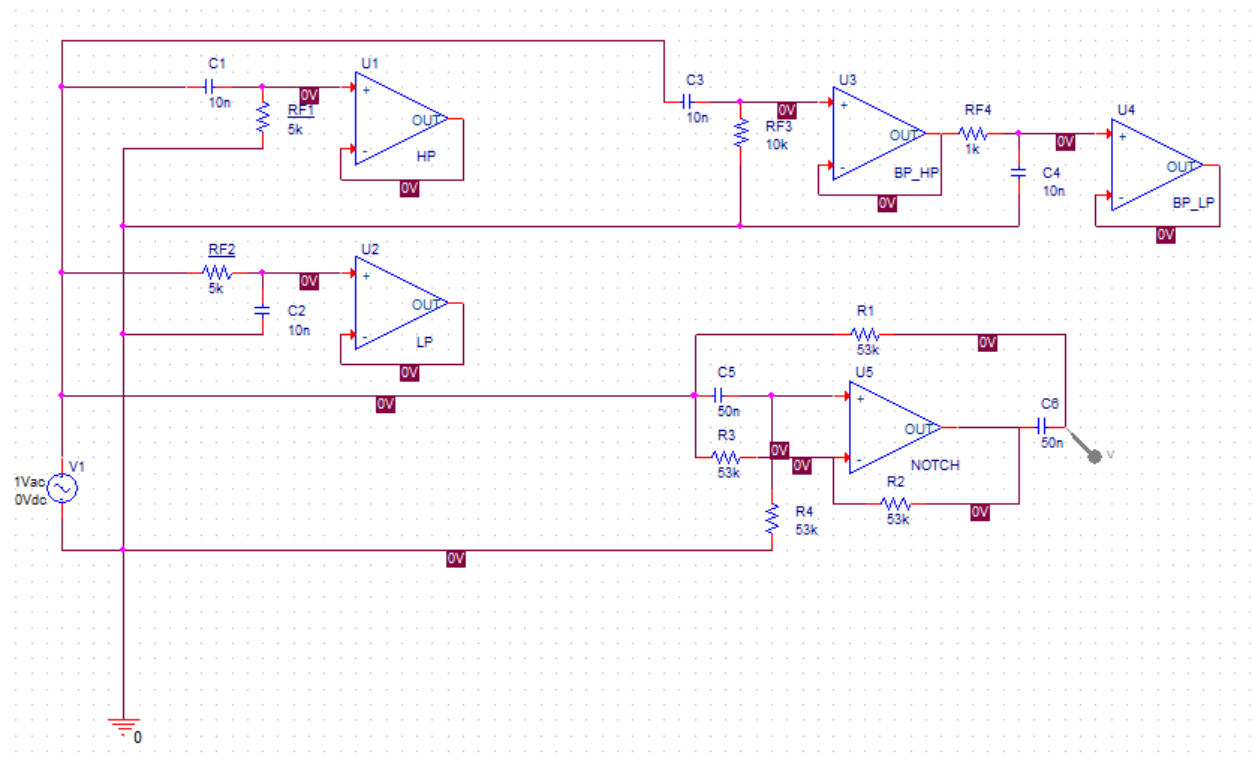 C1
10n
RF1
5k
0V
U1
+
-
OUT
HP
0V
C3
10n
RF3
10k
0V
U3
+
-
OUT
BP_HP
0V
RF4
1k
C4
10n
0V
U4
+
-
OUT
BP_LP
0V
RF2
5k
C2
10n
0V
U2
+
-
OUT
LP
0V
0V
R1
53k
0V
C5
50n
R3
53k
0V
0V
U5
+
-
OUT
NOTCH
C6
50n
V
R2
53k
0V
R4
53k
V1
1Vac
0Vdc
+
-
0V
0